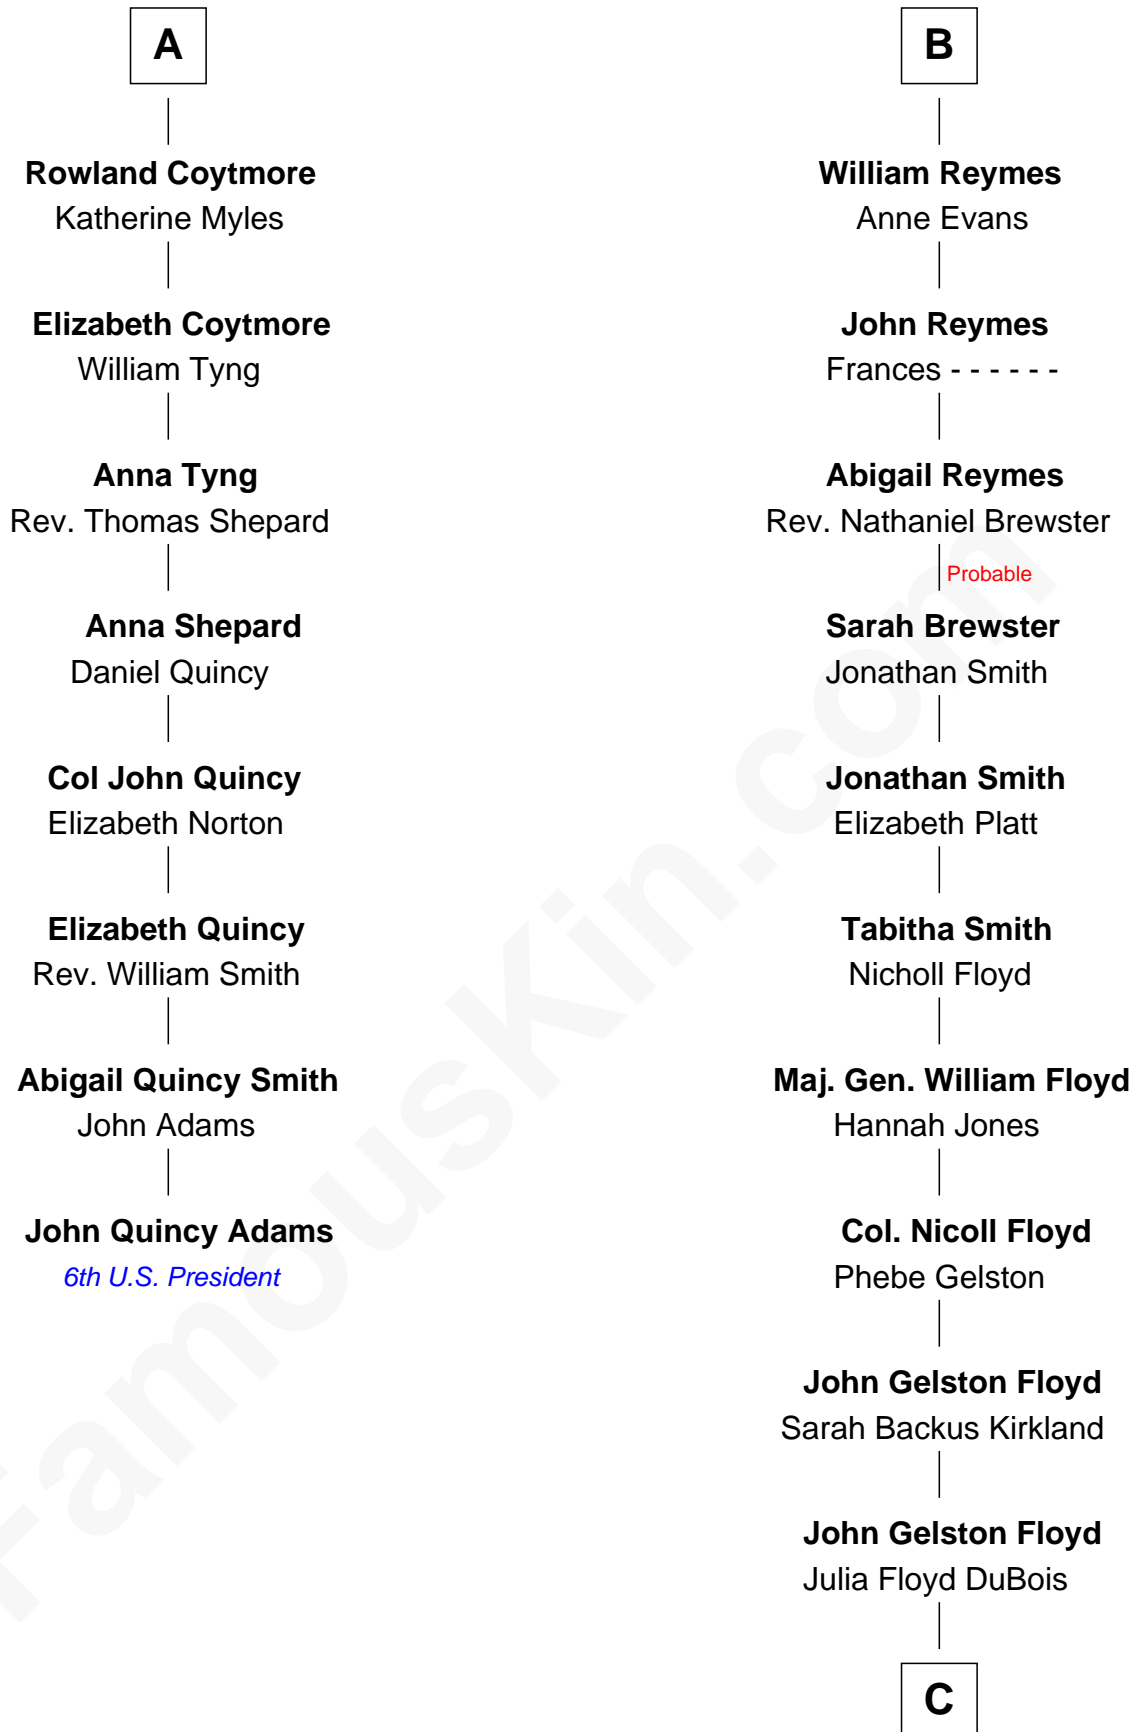 A
Rowland Coytmore
Katherine Myles
Elizabeth Coytmore
William Tyng
Anna Tyng
Rev. Thomas Shepard
Anna Shepard
Daniel Quincy
Col John Quincy
Elizabeth Norton
Elizabeth Quincy
Rev. William Smith
Abigail Quincy Smith
John Adams
John Quincy Adams
6th U.S. President
B
William Reymes
Anne Evans
John Reymes
Frances - - - - - -
Abigail Reymes
Rev. Nathaniel Brewster
Probable
Sarah Brewster
Jonathan Smith
Jonathan Smith
Elizabeth Platt
Tabitha Smith
Nicholl Floyd
Maj. Gen. William Floyd
Hannah Jones
Col. Nicoll Floyd
Phebe Gelston
John Gelston Floyd
Sarah Backus Kirkland
John Gelston Floyd
Julia Floyd DuBois
C
FamousKin.com